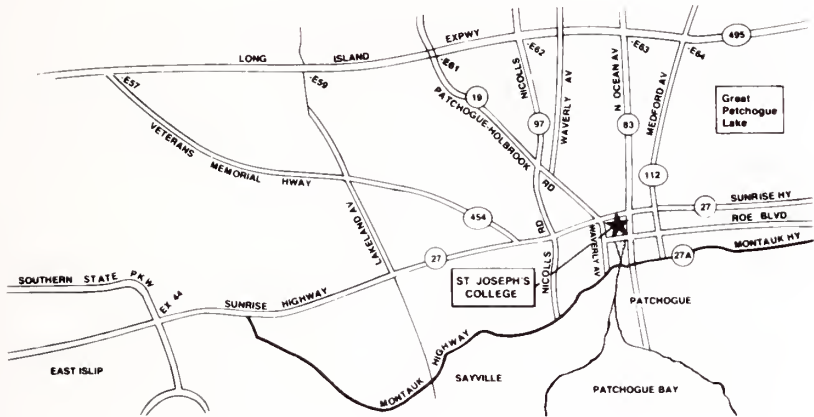 LONG ISLAND EXPWY
495
-E57
-E59
-E61
-E62
-E63
-E64
NICOLLS
WAVERLY AV
N OCEAN AV
MEDFORD AV
Great
Patchogue
Lake
19
97
83
PATCHOGUE-HOLBROOK RD
VETERANS MEMORIAL HWAY
LAKELAND AV
112
SUNRISE HY
27
ROE BLVD
454
NICOLLS RD
WAVERLY AV
MONTAUK HY
27A
27
ST JOSEPH'S
COLLEGE
SOUTHERN STATE PKW
EX 44
SUNRISE HIGHWAY
PATCHOGUE
MONTAUK HIGHWAY
EAST ISLIP
SAYVILLE
PATCHOGUE BAY